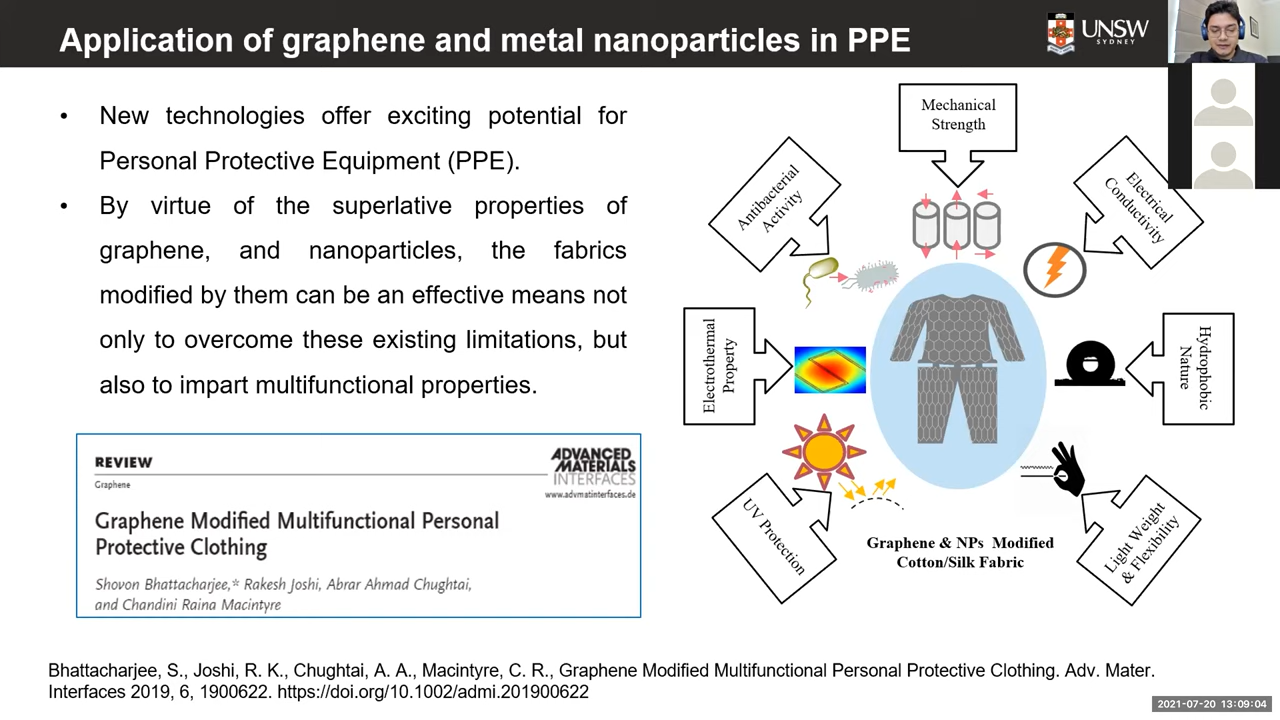 Application of graphene and metal nanoparticles in PPE
UNSW
SYDNEY
• New technologies offer exciting potential for
Personal Protective Equipment (PPE).
• By virtue of the superlative properties of
graphene, and nanoparticles, the fabrics
modified by them can be an effective means not
only to overcome these existing limitations, but
also to impart multifunctional properties.
REVIEW
Graphene
ADVANCED
MATERIALS
INTERFACES
www.advmatinterfaces.de
Graphene Modified Multifunctional Personal
Protective Clothing
Shovon Bhattacharjee,* Rakesh Joshi, Abrar Ahmad Chughtai,
and Chandini Raina Macintyre
Mechanical
Strength
Antibacterial
Activity
Electrical
Conductivity
Electrothermal
Property
Hydrophobic
Nature
UV Protection
Light Weight
& Flexibility
Graphene & NPs Modified
Cotton/Silk Fabric
Bhattacharjee, S., Joshi, R. K., Chughtai, A. A., Macintyre, C. R., Graphene Modified Multifunctional Personal Protective Clothing. Adv. Mater.
Interfaces 2019, 6, 1900622. https://doi.org/10.1002/admi.201900622
2021-07-20 13:09:04